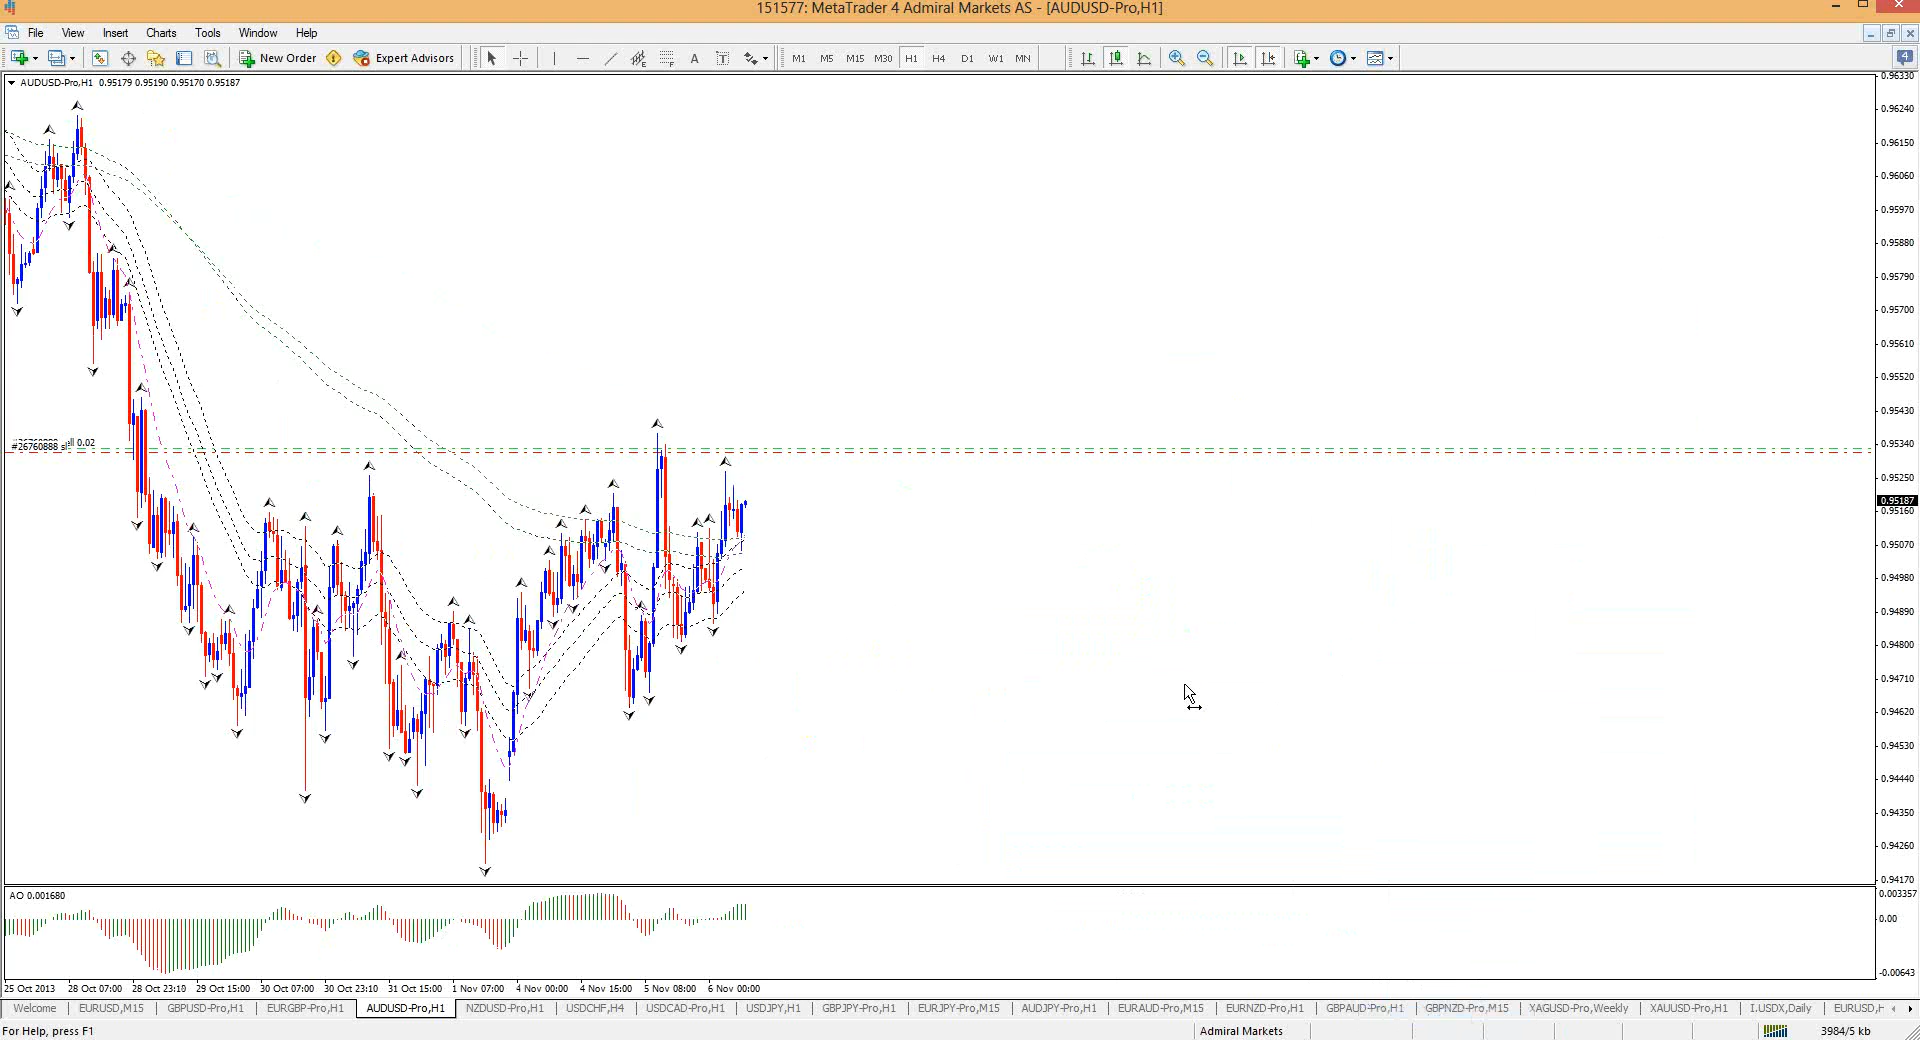 151577: MetaTrader 4 Admiral Markets AS - [AUDUSD-Pro,H1]
File View Insert Charts Tools Window Help
New Order Expert Advisors A T M1 M5 M15 M30 H1 H4 D1 W1 MN 4
AUDUSD-Pro,H1 0.95179 0.95190 0.95170 0.95187
0.96330
0.96240
0.96150
0.96060
0.95970
0.95880
0.95790
0.95700
0.95610
0.95520
0.95430
0.95340
0.95250
0.95187
0.95160
0.95070
0.94980
0.94890
0.94800
0.94710
0.94620
0.94530
0.94440
0.94350
0.94260
0.94170
ll 0.02
#26760888 sl
AO 0.001680
0.003357
0.00
-0.00643
25 Oct 2013 28 Oct 07:00 28 Oct 23:10 29 Oct 15:00 30 Oct 07:00 30 Oct 23:10 31 Oct 15:00 1 Nov 07:00 4 Nov 00:00 4 Nov 16:00 5 Nov 08:00 6 Nov 00:00
Welcome EURUSD,M15 GBPUSD-Pro,H1 EURGBP-Pro,H1 AUDUSD-Pro,H1 NZDUSD-Pro,H1 USDCHF,H4 USDCAD-Pro,H1 USDJPY,H1 GBPJPY-Pro,H1 EURJPY-Pro,M15 AUDJPY-Pro,H1 EURAUD-Pro,M15 EURNZD-Pro,H1 GBPAUD-Pro,H1 GBPNZD-Pro,M15 XAGUSD-Pro,Weekly XAUUSD-Pro,H1 I.USDX,Daily EURUSD,H
For Help, press F1 Admiral Markets 3984/5 kb